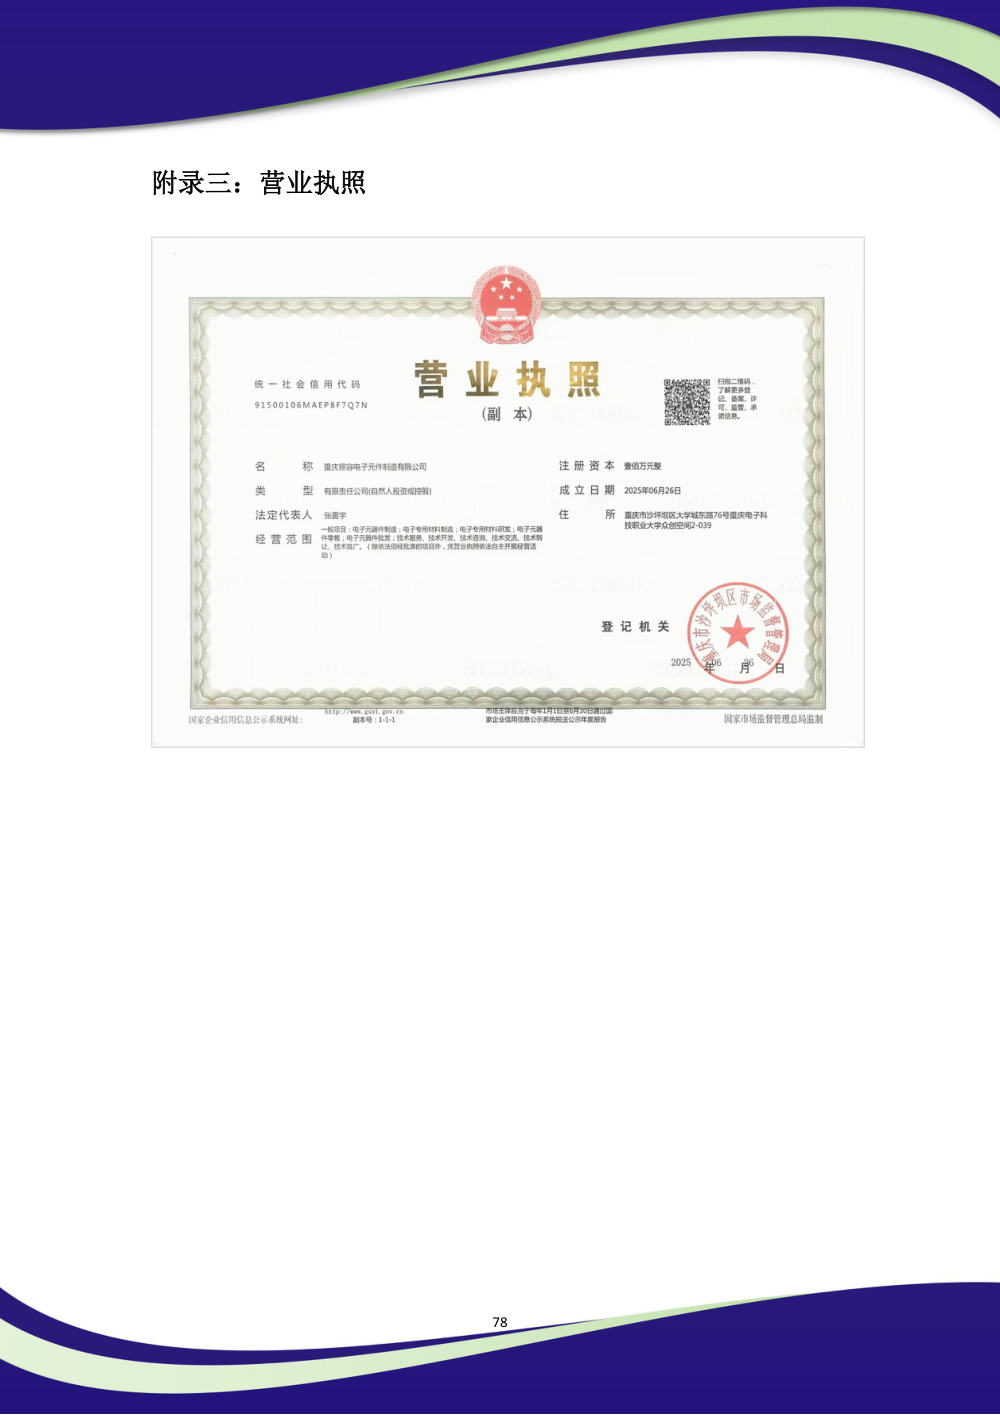 附录三：营业执照
统一社会信用代码
91500106MAEP8F7Q7N
营业执照
(副 本)
扫描二维码，
了解更多登
记、备案、许
可、监管、承
诺信息。
名 称 重庆德容电子元件制造有限公司
类 型 有限责任公司(自然人投资或控股)
法定代表人 张震宇
经营范围 一般项目：电子元器件制造；电子专用材料制造；电子专用材料研发；电子元器
件零售；电子元器件批发；技术服务、技术开发、技术咨询、技术交流、技术转
让、技术推广。（除依法须经批准的项目外，凭营业执照依法自主开展经营活
动）
注册资本 壹佰万元整
成立日期 2025年06月26日
住 所 重庆市沙坪坝区大学城东路76号重庆电子科
技职业大学众创空间2-039
登记机关
重庆市沙坪坝区市场监督管理局
2025 年 06 月 26 日
国家企业信用信息公示系统网址：
http://www.gsxt.gov.cn
副本号：1-1-1
市场主体应当于每年1月1日至6月30日通过国
家企业信用信息公示系统报送公示年度报告
国家市场监督管理总局监制
78